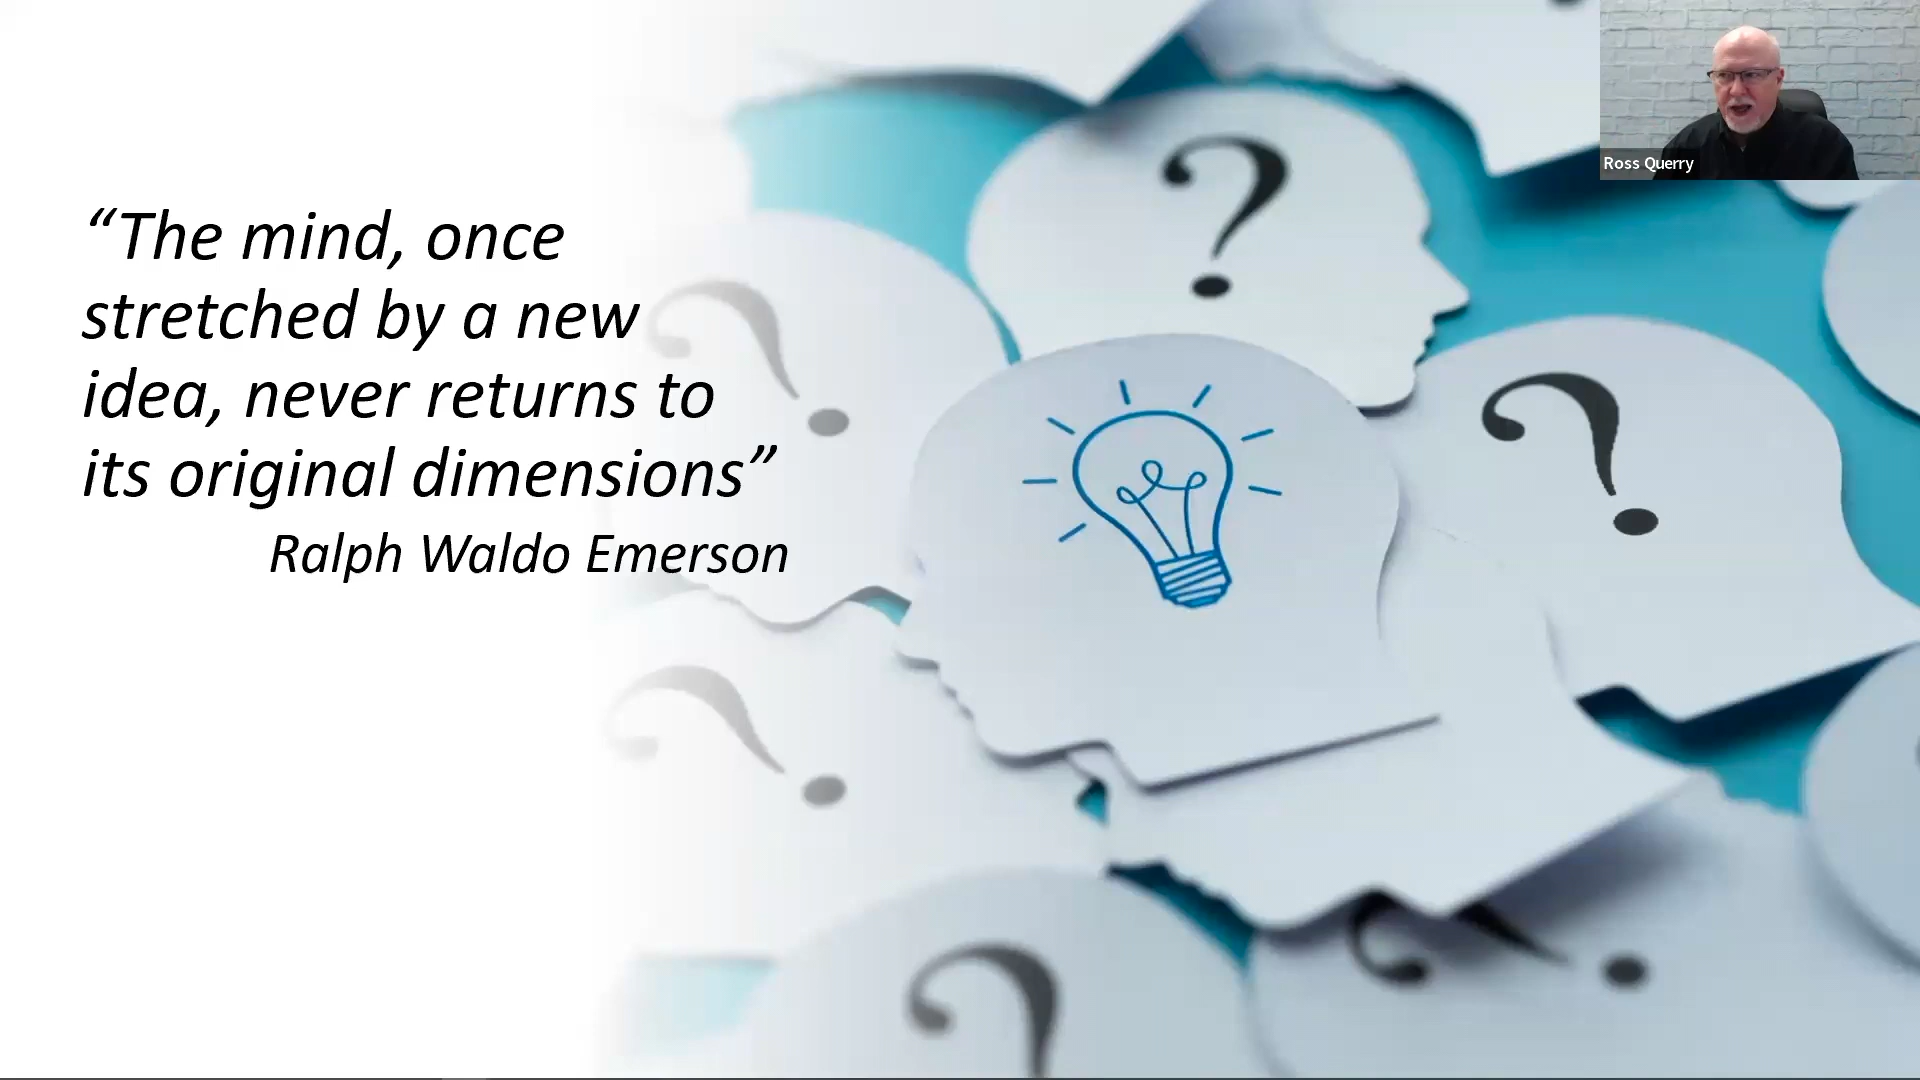 “The mind, once
stretched by a new
idea, never returns to
its original dimensions”
Ralph Waldo Emerson
Ross Querry
?
?
?
?
?
?